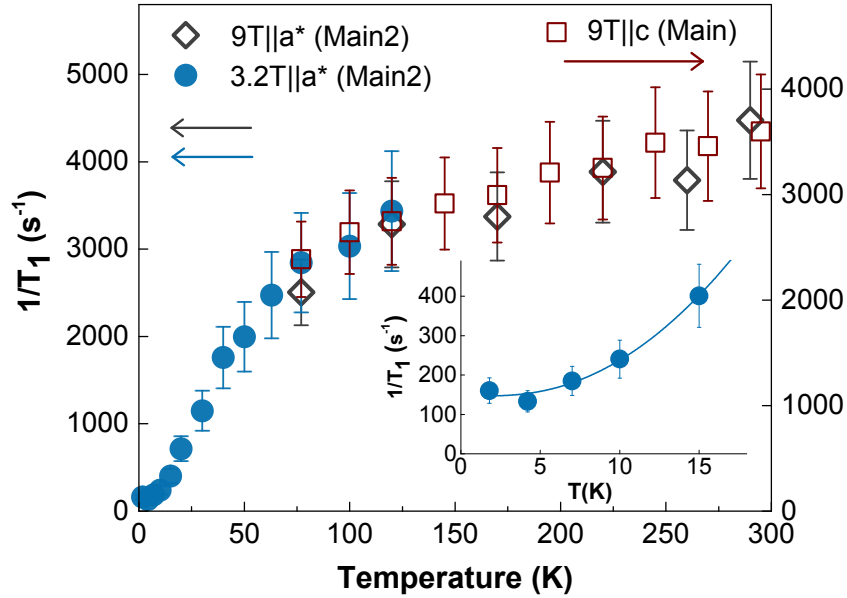 9T||a* (Main2)
3.2T||a* (Main2)
9T||c (Main)
1/T1 (s-1)
5000
4000
3000
2000
1000
0
4000
3000
2000
1000
0
0 50 100 150 200 250 300
Temperature (K)
1/T1 (s-1)
400
300
200
100
0
0 5 10 15
T(K)